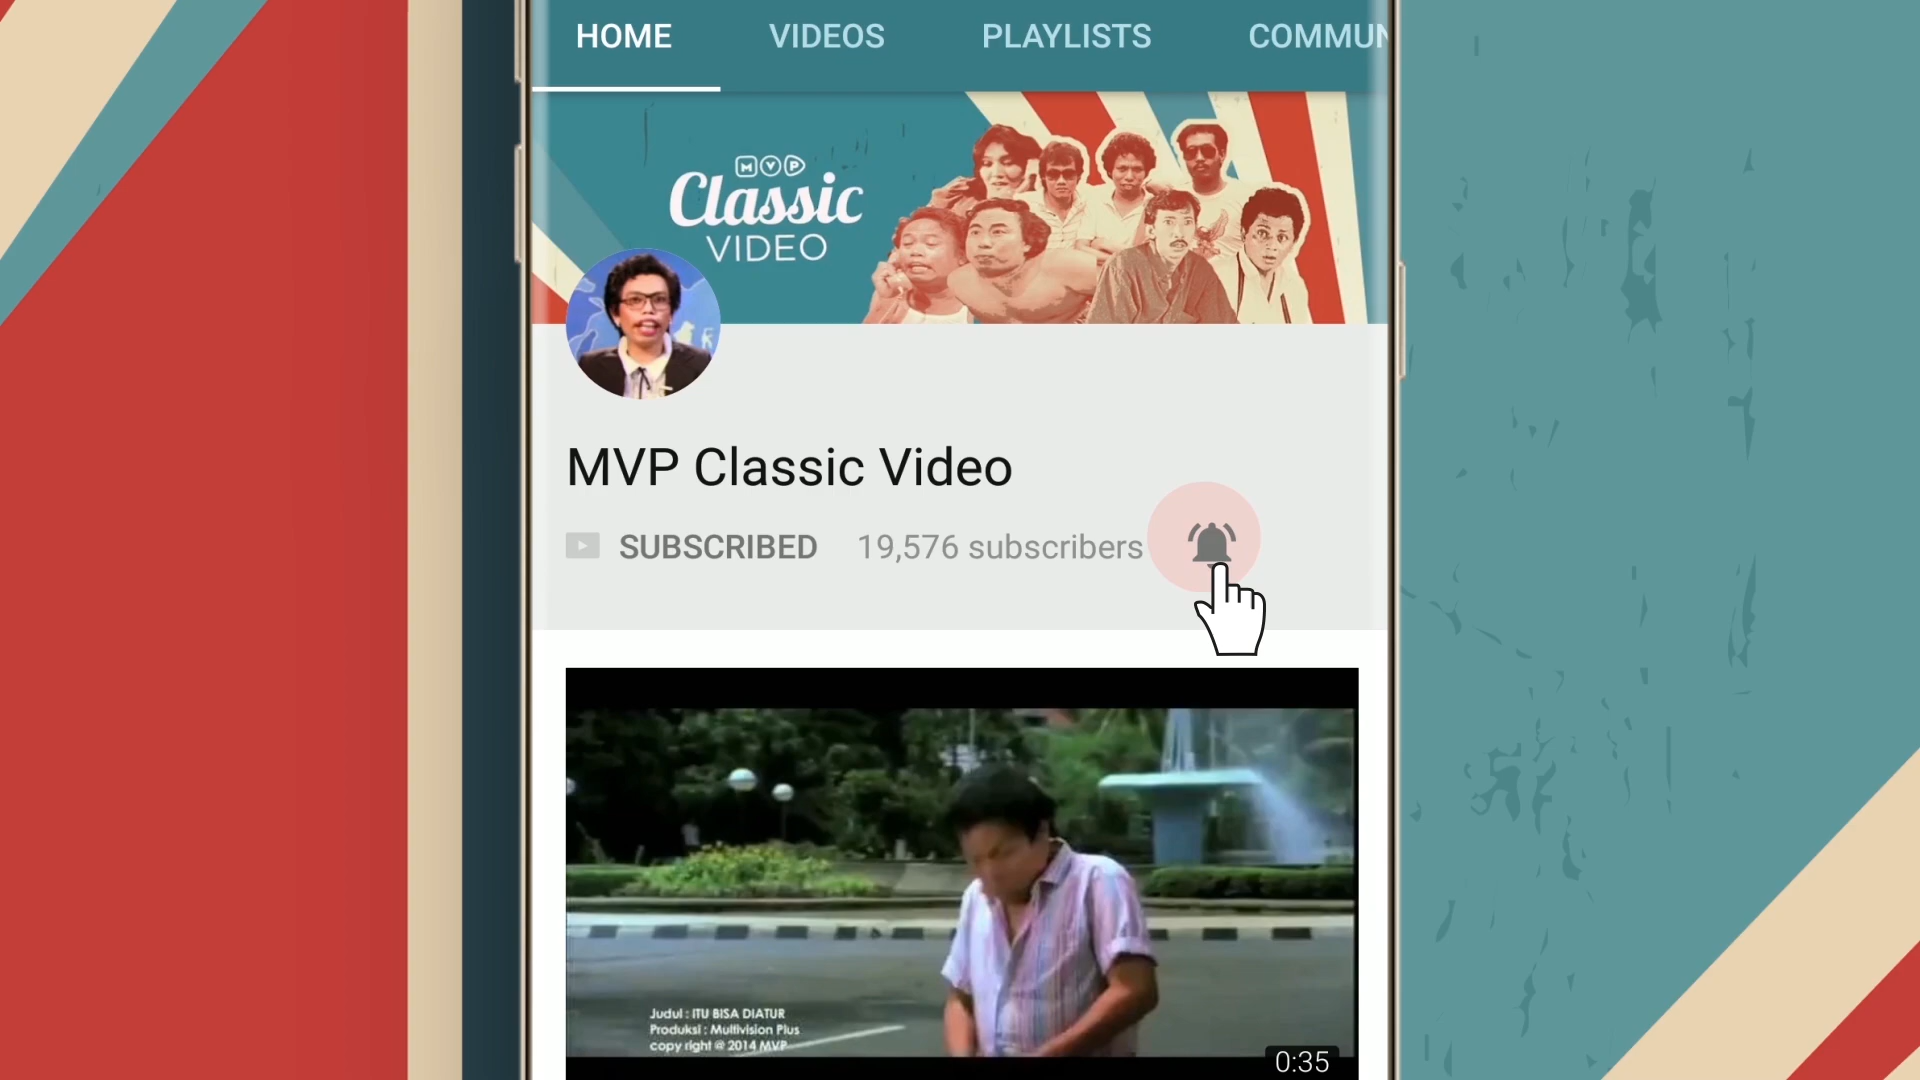 HOME VIDEOS PLAYLISTS COMMUN
MVP
Classic
VIDEO
MVP Classic Video
SUBSCRIBED 19,576 subscribers
Judul : ITU BISA DIATUR
Produksi : Multivision Plus
copy right @ 2014 MVP
0:35